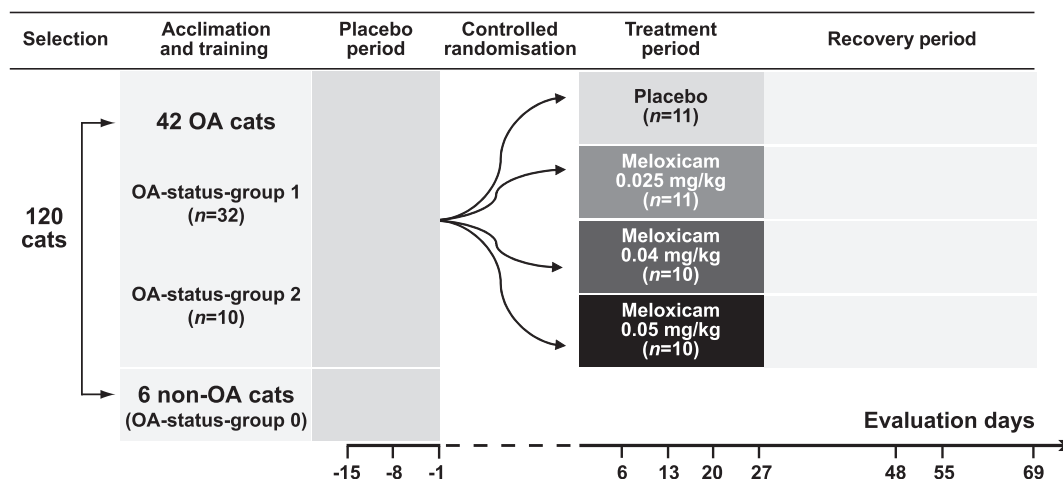 Selection
Acclimation
and training
Placebo
period
Controlled
randomisation
Treatment
period
Recovery period
120
cats
42 OA cats
OA-status-group 1
(n=32)
OA-status-group 2
(n=10)
6 non-OA cats
(OA-status-group 0)
Placebo
(n=11)
Meloxicam
0.025 mg/kg
(n=11)
Meloxicam
0.04 mg/kg
(n=10)
Meloxicam
0.05 mg/kg
(n=10)
Evaluation days
-15 -8 -1 6 13 20 27 48 55 69